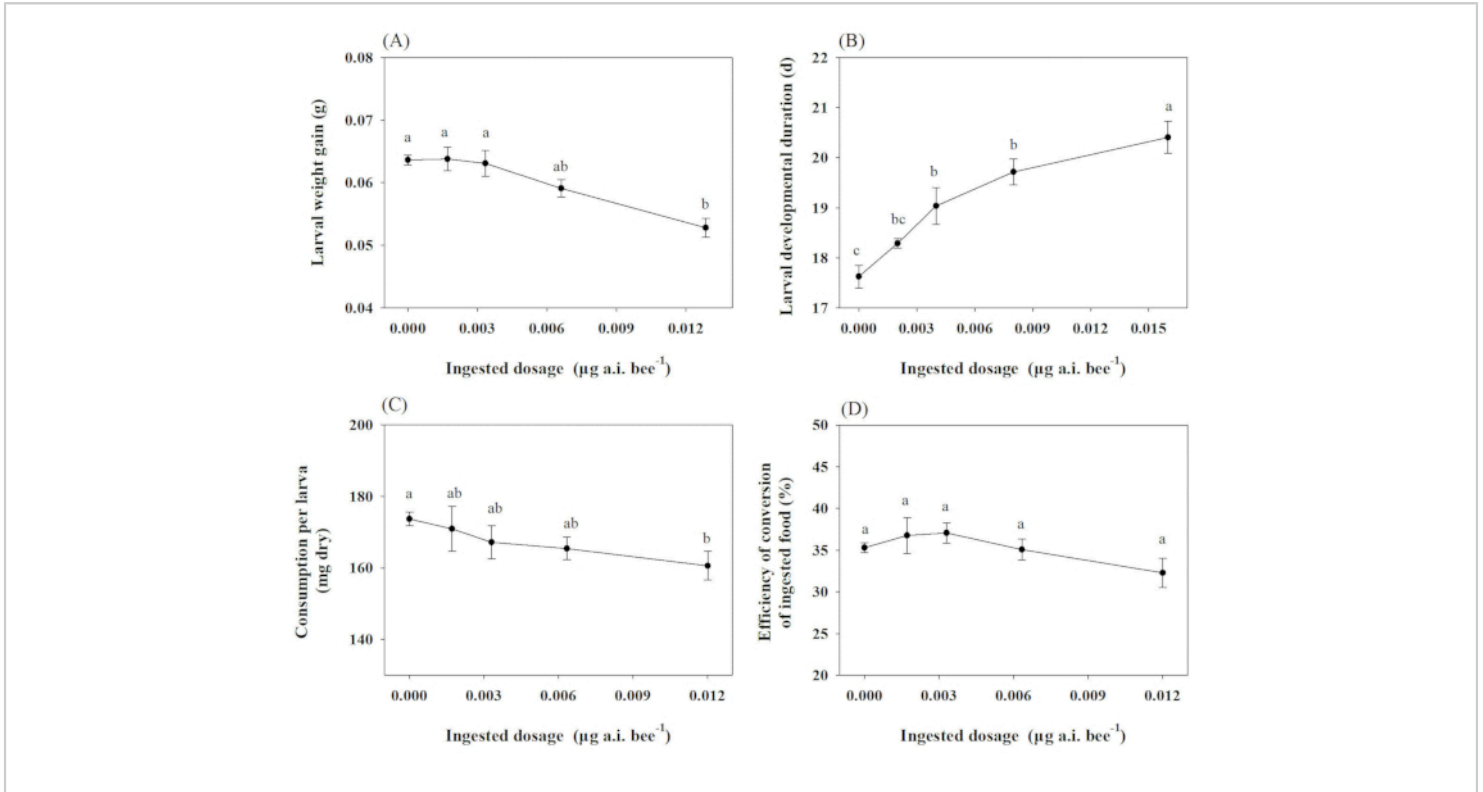 (A)
0.08
0.07
0.06
0.05
0.04
Larval weight gain (g)
a a a ab b
0.000 0.003 0.006 0.009 0.012
Ingested dosage (µg a.i. bee⁻¹)
(B)
22
21
20
19
18
17
Larval developmental duration (d)
c bc b b a
0.000 0.003 0.006 0.009 0.012 0.015
Ingested dosage (µg a.i. bee⁻¹)
(C)
200
180
160
140
Consumption per larva
(mg dry)
a ab ab ab b
0.000 0.003 0.006 0.009 0.012
Ingested dosage (µg a.i. bee⁻¹)
(D)
50
45
40
35
30
25
20
Efficiency of conversion
of ingested food (%)
a a a a a
0.000 0.003 0.006 0.009 0.012
Ingested dosage (µg a.i. bee⁻¹)